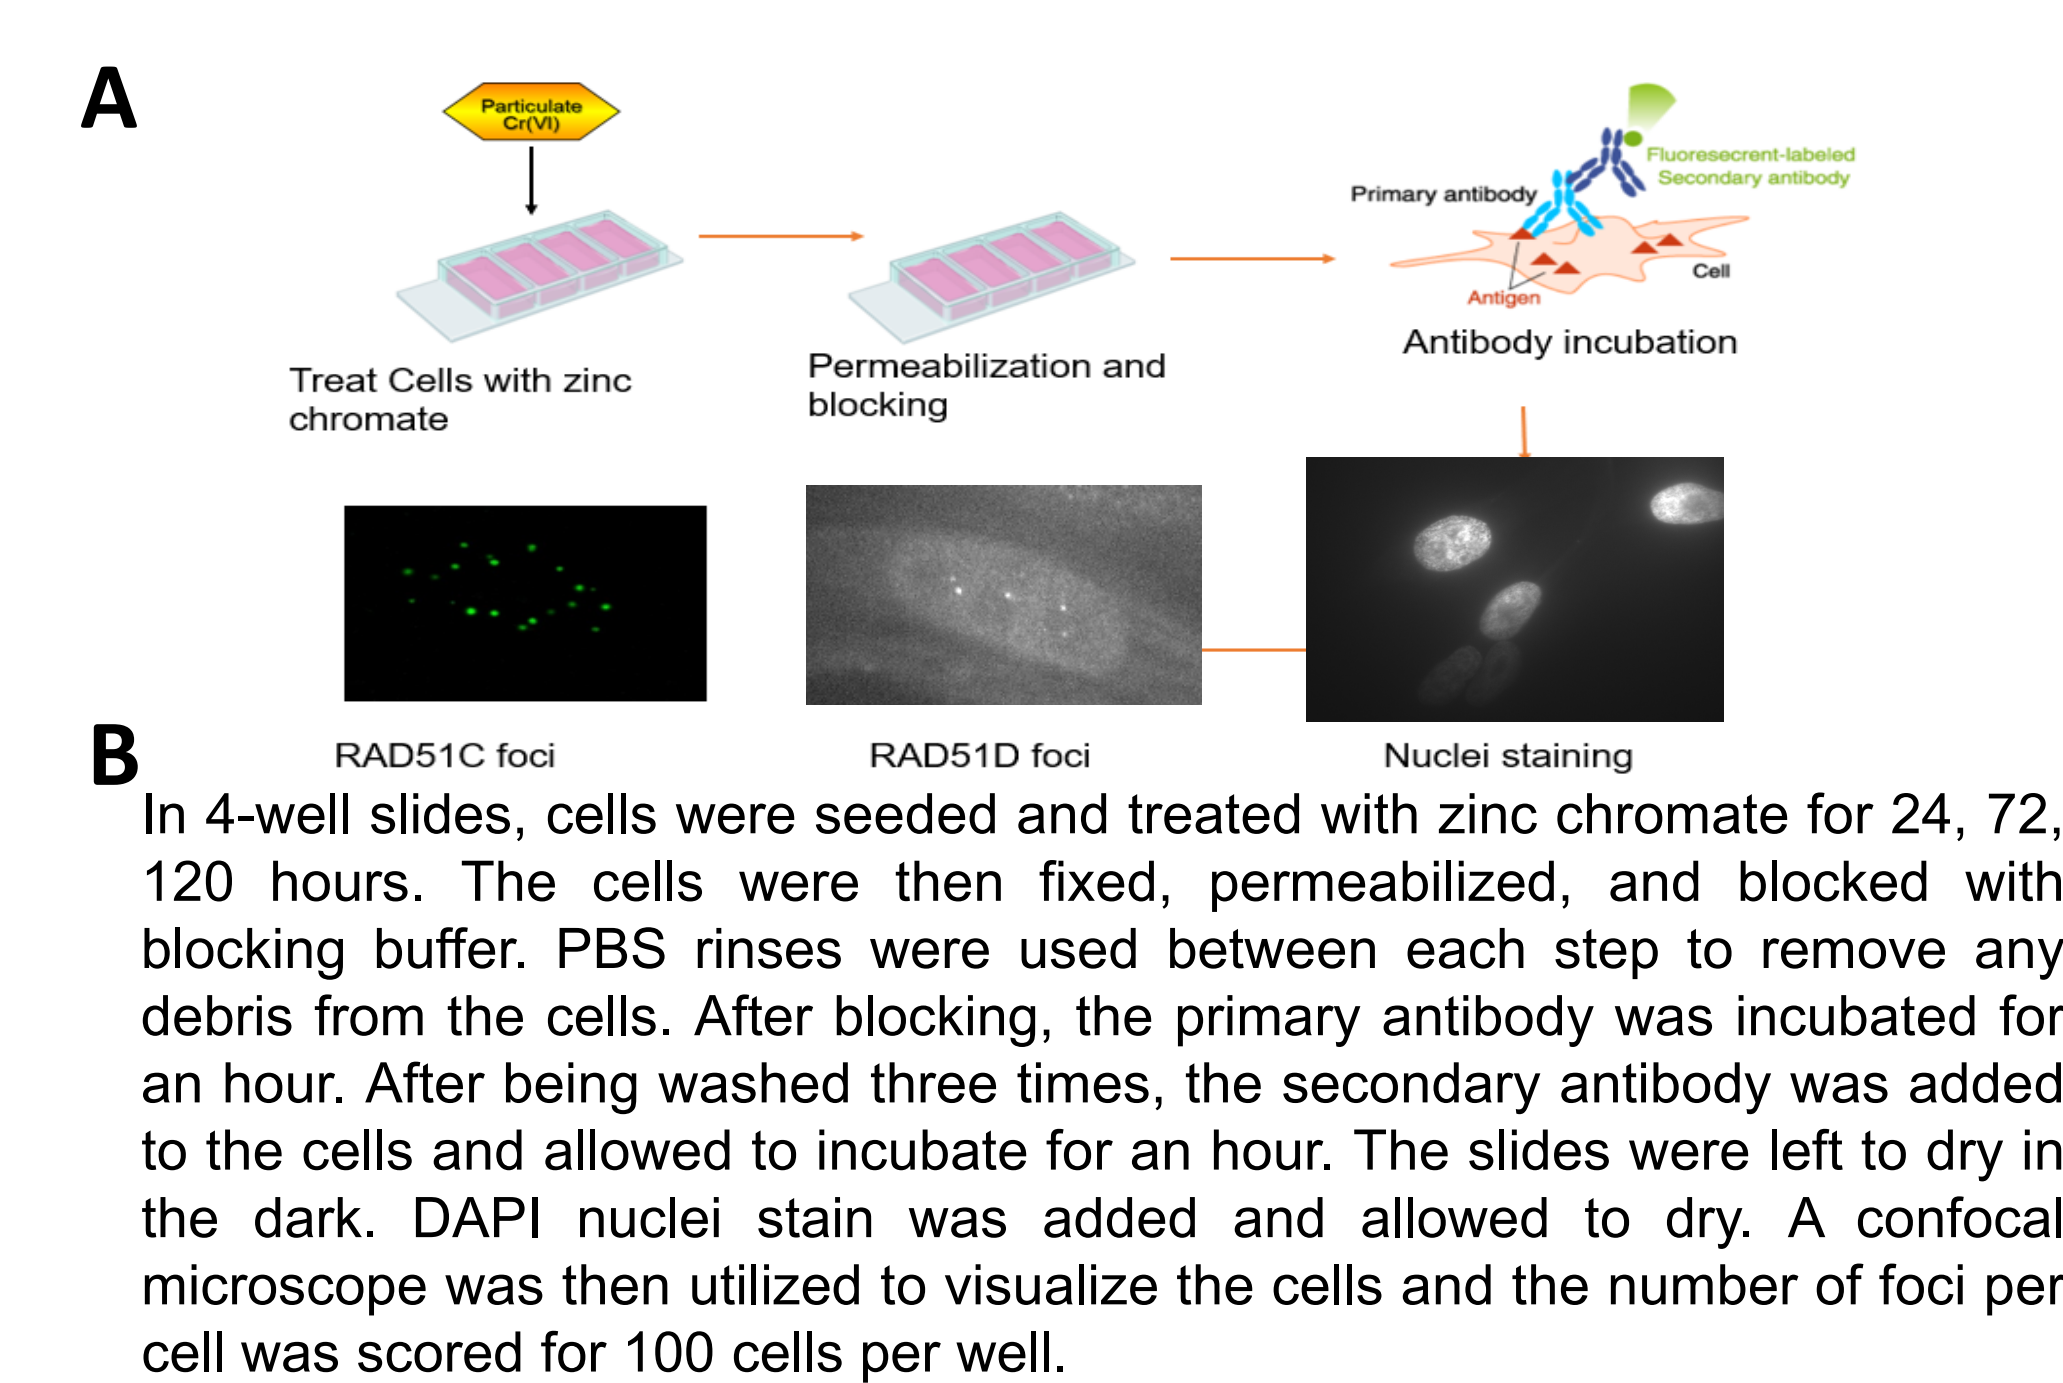 A
Particulate
Cr(VI)
Fluoresecrent-labeled
Secondary antibody
Primary antibody
Cell
Antigen
Antibody incubation
Treat Cells with zinc
chromate
Permeabilization and
blocking
RAD51C foci
RAD51D foci
Nuclei staining
B
In 4-well slides, cells were seeded and treated with zinc chromate for 24, 72,
120 hours. The cells were then fixed, permeabilized, and blocked with
blocking buffer. PBS rinses were used between each step to remove any
debris from the cells. After blocking, the primary antibody was incubated for
an hour. After being washed three times, the secondary antibody was added
to the cells and allowed to incubate for an hour. The slides were left to dry in
the dark. DAPI nuclei stain was added and allowed to dry. A confocal
microscope was then utilized to visualize the cells and the number of foci per
cell was scored for 100 cells per well.